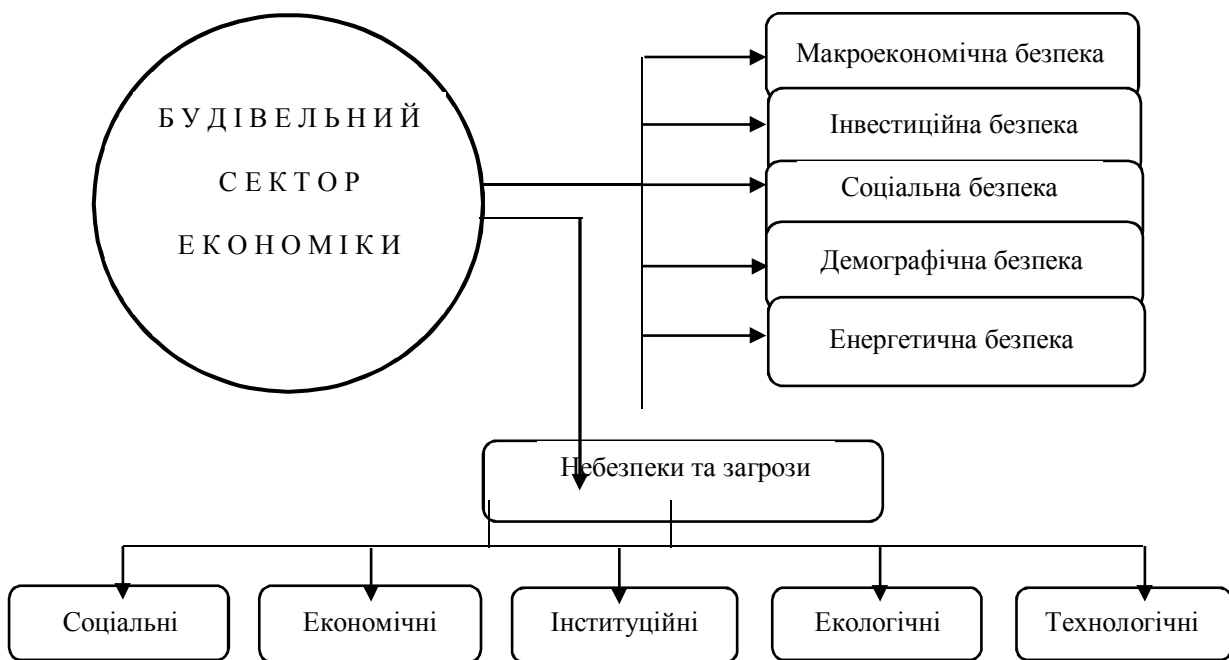 Б У Д І В Е Л Ь Н И Й
С Е К Т О Р
Е К О Н О М І К И
Макроекономічна безпека
Інвестиційна безпека
Соціальна безпека
Демографічна безпека
Енергетична безпека
Небезпеки та загрози
Соціальні
Економічні
Інституційні
Екологічні
Технологічні